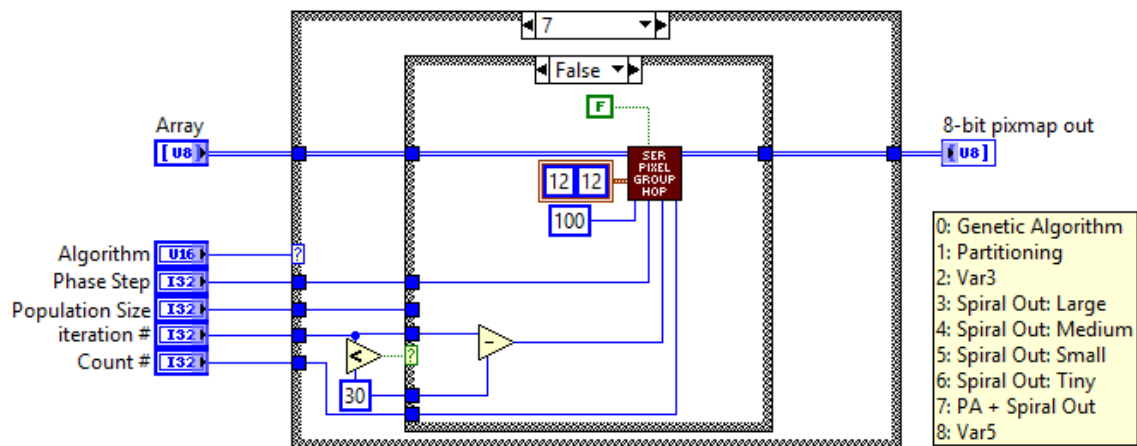 7
False
F
Array
[U8]
SER
PIXEL
GROUP
HOP
12 12
100
8-bit pixmap out
[U8]
Algorithm
U16
?
Phase Step
I32
Population Size
I32
iteration #
I32
Count #
I32
<
?
-
30
0: Genetic Algorithm
1: Partitioning
2: Var3
3: Spiral Out: Large
4: Spiral Out: Medium
5: Spiral Out: Small
6: Spiral Out: Tiny
7: PA + Spiral Out
8: Var5